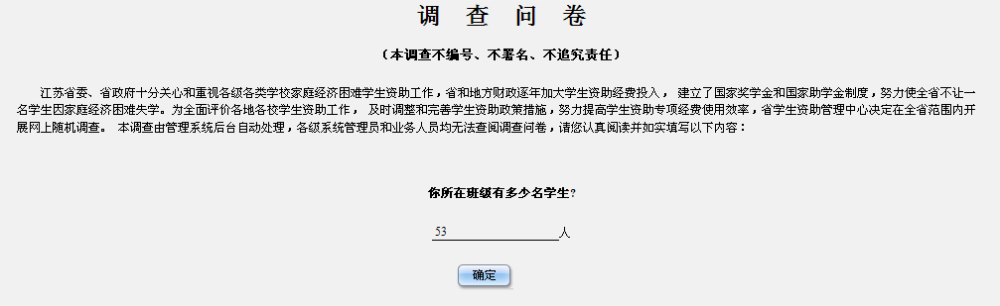 调 查 问 卷
（本调查不编号、不署名、不追究责任）
江苏省委、省政府十分关心和重视各级各类学校家庭经济困难学生资助工作，省和地方财政逐年加大学生资助经费投入， 建立了国家奖学金和国家助学金制度，努力使全省不让一
名学生因家庭经济困难失学。为全面评价各地各校学生资助工作， 及时调整和完善学生资助政策措施，努力提高学生资助专项经费使用效率，省学生资助管理中心决定在全省范围内开
展网上随机调查。 本调查由管理系统后台自动处理，各级系统管理员和业务人员均无法查阅调查问卷，请您认真阅读并如实填写以下内容：
你所在班级有多少名学生?
53 人
确定